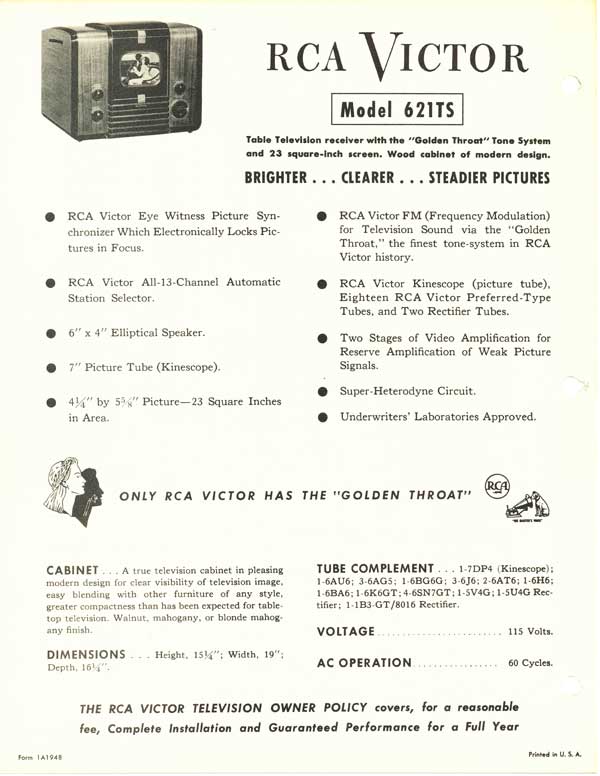 RCA VICTOR
Model 621TS
Table Television receiver with the "Golden Throat" Tone System
and 23 square-inch screen. Wood cabinet of modern design.
BRIGHTER . . . CLEARER . . . STEADIER PICTURES
● RCA Victor Eye Witness Picture Syn-
chronizer Which Electronically Locks Pic-
tures in Focus.
● RCA Victor All-13-Channel Automatic
Station Selector.
● 6" x 4" Elliptical Speaker.
● 7" Picture Tube (Kinescope).
● 4¼" by 5⅝" Picture—23 Square Inches
in Area.
● RCA Victor FM (Frequency Modulation)
for Television Sound via the "Golden
Throat," the finest tone-system in RCA
Victor history.
● RCA Victor Kinescope (picture tube),
Eighteen RCA Victor Preferred-Type
Tubes, and Two Rectifier Tubes.
● Two Stages of Video Amplification for
Reserve Amplification of Weak Picture
Signals.
● Super-Heterodyne Circuit.
● Underwriters' Laboratories Approved.
ONLY RCA VICTOR HAS THE "GOLDEN THROAT"
RCA
"HIS MASTER'S VOICE"
CABINET . . . A true television cabinet in pleasing
modern design for clear visibility of television image,
easy blending with other furniture of any style,
greater compactness than has been expected for table-
top television. Walnut, mahogany, or blonde mahog-
any finish.
DIMENSIONS . . . Height, 15¼"; Width, 19";
Depth, 16¼".
TUBE COMPLEMENT . . . 1-7DP4 (Kinescope);
1-6AU6; 3-6AG5; 1-6BG6G; 3-6J6; 2-6AT6; 1-6H6;
1-6BA6; 1-6K6GT; 4-6SN7GT; 1-5V4G; 1-5U4G Rec-
tifier; 1-1B3-GT/8016 Rectifier.
VOLTAGE . . . . . . . . . . . . . . . . . . . . . . . . 115 Volts.
AC OPERATION . . . . . . . . . . . . . . . . 60 Cycles.
THE RCA VICTOR TELEVISION OWNER POLICY covers, for a reasonable
fee, Complete Installation and Guaranteed Performance for a Full Year
Form 1A1948
Printed in U. S. A.